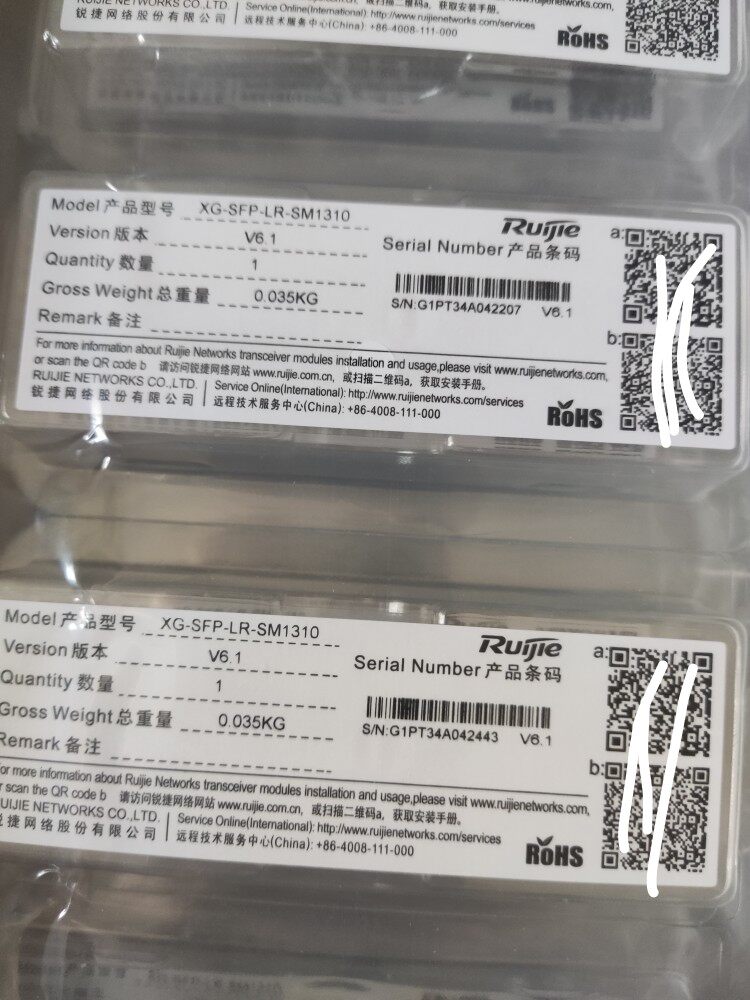 RUIJIE NETWORKS CO.,LTD.
锐捷网络股份有限公司
Service Online(International): http://www.ruijienetworks.com/services
远程技术服务中心(China): +86-4008-111-000
RoHS
Model 产品型号 XG-SFP-LR-SM1310
Version 版本 V6.1
Quantity 数量 1
Gross Weight 总重量 0.035KG
Remark 备注
Ruijie
Serial Number 产品条码
S/N:G1PT34A042207 V6.1
a:
b:
For more information about Ruijie Networks transceiver modules installation and usage,please visit www.ruijienetworks.com,
or scan the QR code b 请访问锐捷网络网站 www.ruijie.com.cn, 或扫描二维码a, 获取安装手册。
RUIJIE NETWORKS CO.,LTD.
锐捷网络股份有限公司
Service Online(International): http://www.ruijienetworks.com/services
远程技术服务中心(China): +86-4008-111-000
RoHS
Model 产品型号 XG-SFP-LR-SM1310
Version 版本 V6.1
Quantity 数量 1
Gross Weight 总重量 0.035KG
Remark 备注
Ruijie
Serial Number 产品条码
S/N:G1PT34A042443 V6.1
a:
b:
or more information about Ruijie Networks transceiver modules installation and usage,please visit www.ruijienetworks.com,
r scan the QR code b 请访问锐捷网络网站 www.ruijie.com.cn, 或扫描二维码a, 获取安装手册。
UIJIE NETWORKS CO.,LTD.
捷网络股份有限公司
Service Online(International): http://www.ruijienetworks.com/services
远程技术服务中心(China): +86-4008-111-000
RoHS